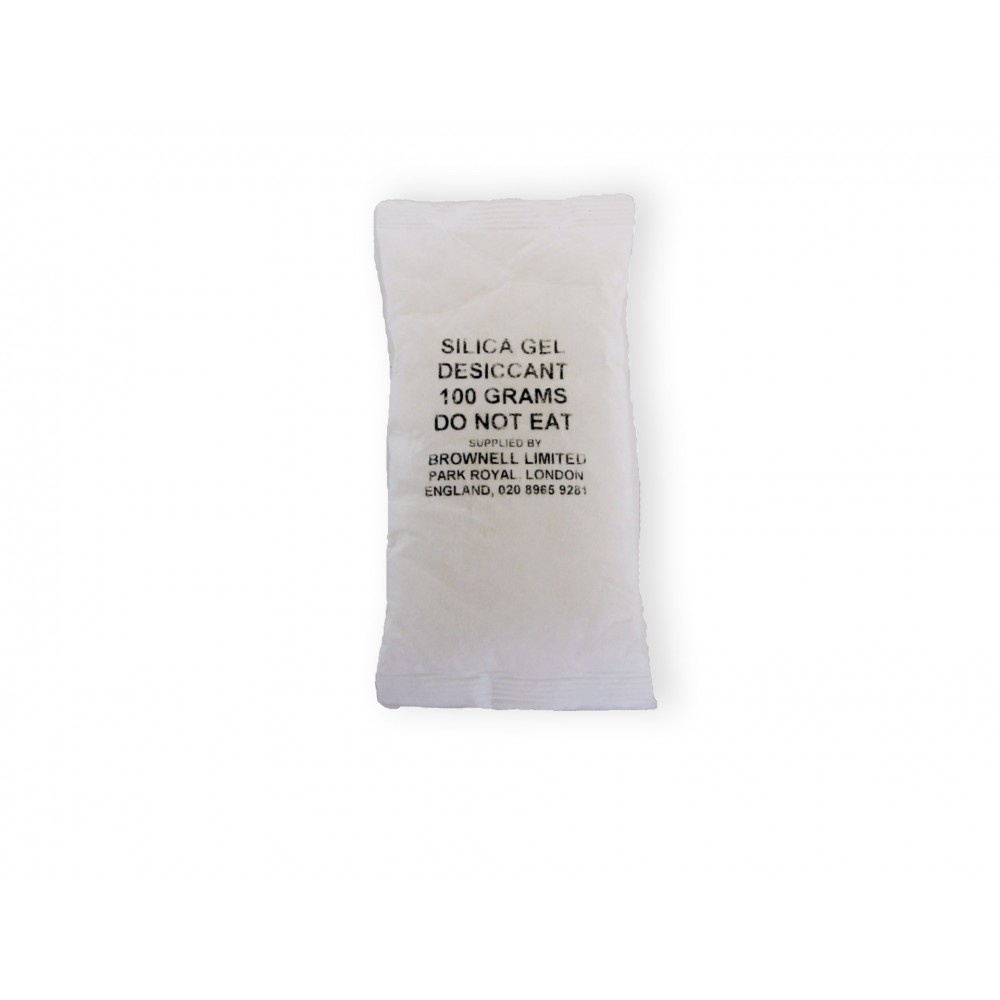 SILICA GEL
DESICCANT
100 GRAMS
DO NOT EAT
SUPPLIED BY
BROWNELL LIMITED
PARK ROYAL, LONDON
ENGLAND, 020 8965 9281